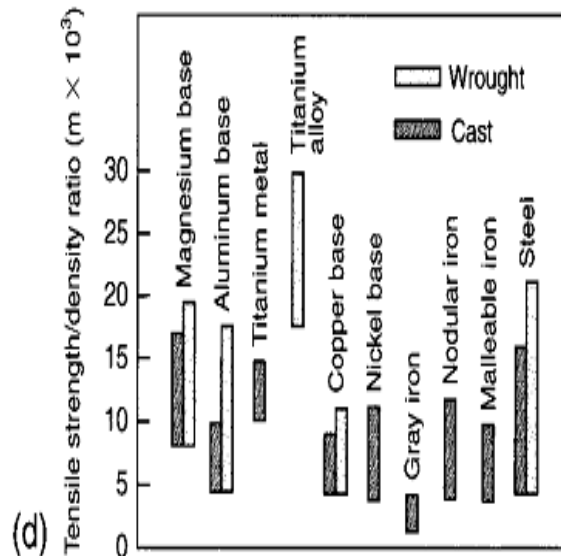 Tensile strength/density ratio (m × 10³)
30
25
20
15
10
5
0
Magnesium base
Aluminum base
Titanium metal
Titanium
alloy
Copper base
Nickel base
Gray iron
Nodular iron
Malleable iron
Steel
Wrought
Cast
(d)